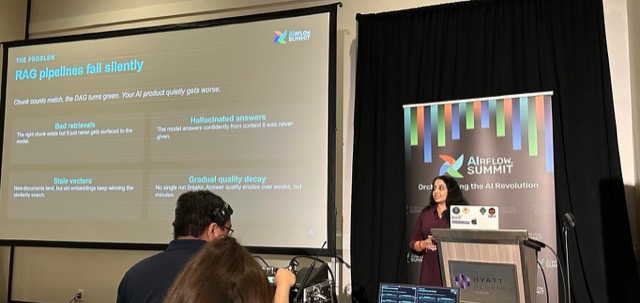 THE PROBLEM
RAG pipelines fail silently
AIRFLOW
SUMMIT
Chunk counts match, the DAG turns green. Your AI product quietly gets worse.
Bad retrievals
The right chunk exists but it just never gets surfaced to the
model.
Hallucinated answers
The model answers confidently from context it was never
given.
Stale vectors
New documents land, but old embeddings keep winning the
similarity search.
Gradual quality decay
No single run breaks. Answer quality erodes over weeks, not
minutes.
AIRFLOW
SUMMIT
the AI Revolution
HYATT
REGENCY